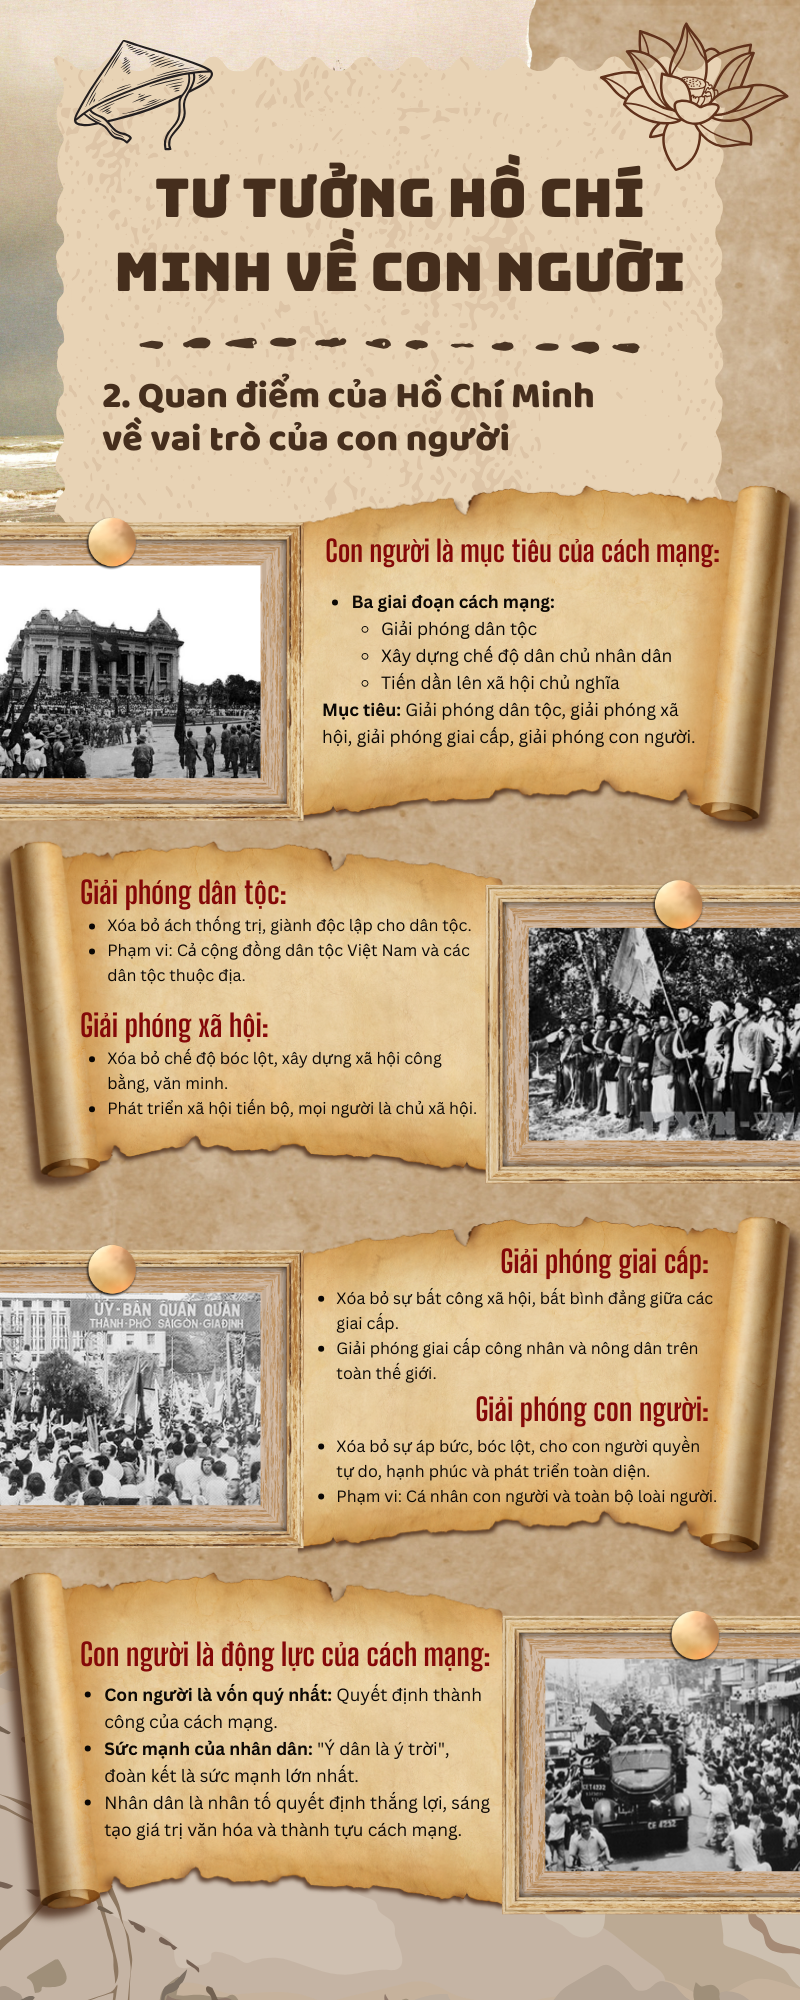 TƯ TƯỞNG HỒ CHÍ
MINH VỀ CON NGƯỜI
2. Quan điểm của Hồ Chí Minh
về vai trò của con người
Con người là mục tiêu của cách mạng:
Ba giai đoạn cách mạng:
Giải phóng dân tộc
Xây dựng chế độ dân chủ nhân dân
Tiến dần lên xã hội chủ nghĩa
Mục tiêu: Giải phóng dân tộc, giải phóng xã
hội, giải phóng giai cấp, giải phóng con người.
Giải phóng dân tộc:
Xóa bỏ ách thống trị, giành độc lập cho dân tộc.
Phạm vi: Cả cộng đồng dân tộc Việt Nam và các
dân tộc thuộc địa.
Giải phóng xã hội:
Xóa bỏ chế độ bóc lột, xây dựng xã hội công
bằng, văn minh.
Phát triển xã hội tiến bộ, mọi người là chủ xã hội.
Giải phóng giai cấp:
Xóa bỏ sự bất công xã hội, bất bình đẳng giữa các
giai cấp.
Giải phóng giai cấp công nhân và nông dân trên
toàn thế giới.
ỦY-BAN QUÂN QUẢN
THÀNH-PHỐ SÀIGÒN-GIAĐỊNH
Giải phóng con người:
Xóa bỏ sự áp bức, bóc lột, cho con người quyền
tự do, hạnh phúc và phát triển toàn diện.
Phạm vi: Cá nhân con người và toàn bộ loài người.
Con người là động lực của cách mạng:
Con người là vốn quý nhất: Quyết định thành
công của cách mạng.
Sức mạnh của nhân dân: "Ý dân là ý trời",
đoàn kết là sức mạnh lớn nhất.
Nhân dân là nhân tố quyết định thắng lợi, sáng
tạo giá trị văn hóa và thành tựu cách mạng.